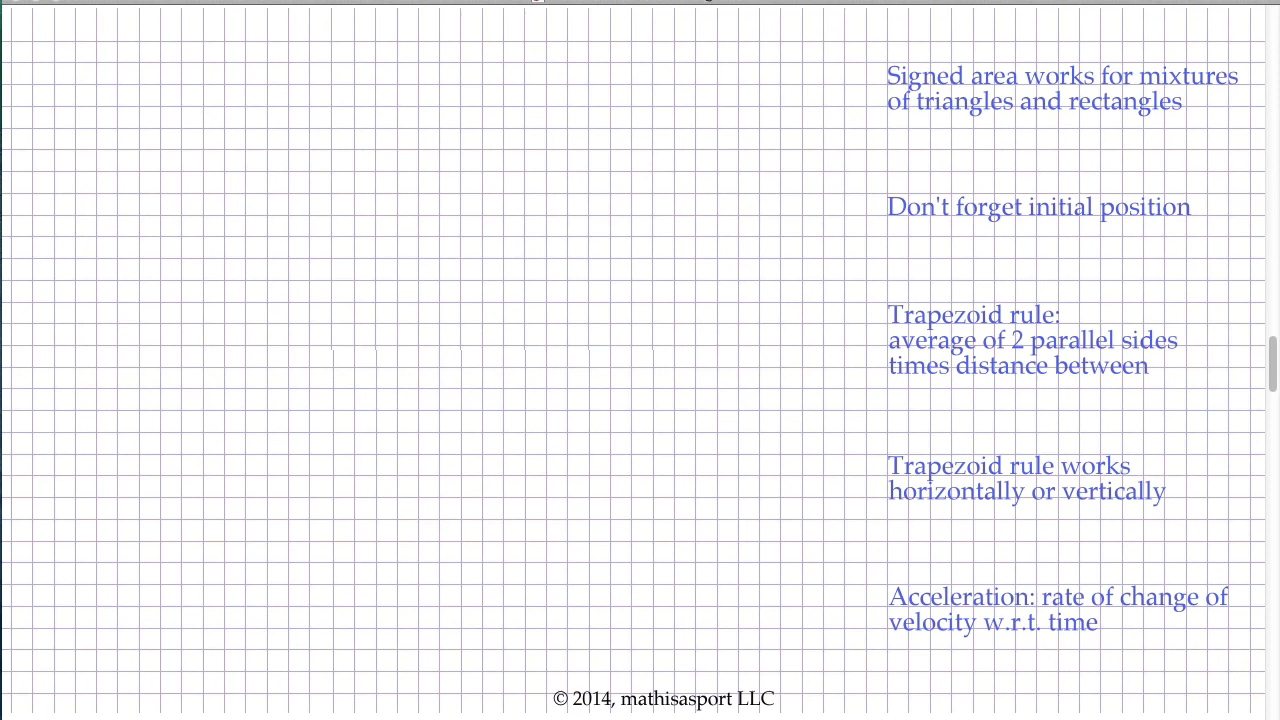 Signed area works for mixtures
of triangles and rectangles
Don't forget initial position
Trapezoid rule:
average of 2 parallel sides
times distance between
Trapezoid rule works
horizontally or vertically
Acceleration: rate of change of
velocity w.r.t. time
© 2014, mathisasport LLC